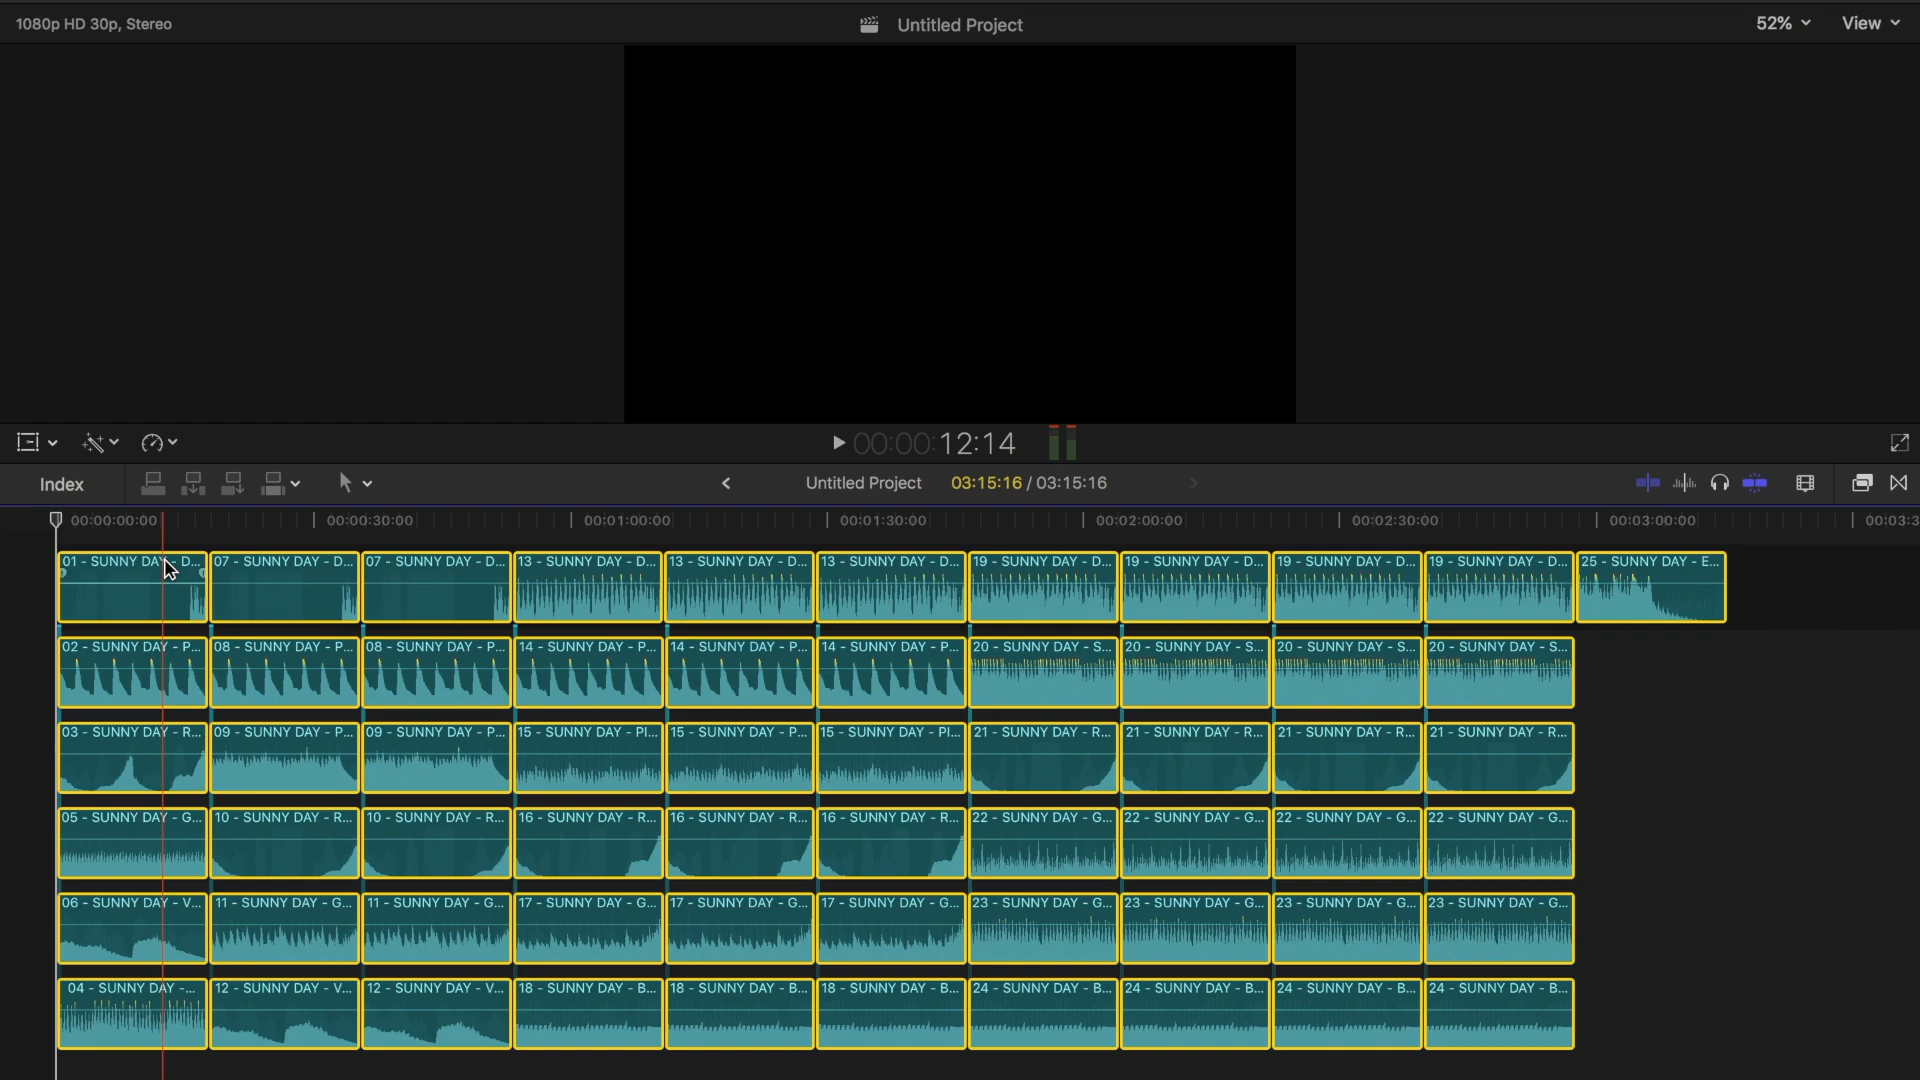 1080p HD 30p, Stereo Untitled Project 52% View
00:00:12:14
Index Untitled Project 03:15:16 / 03:15:16
00:00:00:00 00:00:30:00 00:01:00:00 00:01:30:00 00:02:00:00 00:02:30:00 00:03:00:00 00:03:3
01 - SUNNY DAY - D... 07 - SUNNY DAY - D... 07 - SUNNY DAY - D... 13 - SUNNY DAY - D... 13 - SUNNY DAY - D... 13 - SUNNY DAY - D... 19 - SUNNY DAY - D... 19 - SUNNY DAY - D... 19 - SUNNY DAY - D... 19 - SUNNY DAY - D... 25 - SUNNY DAY - E...
02 - SUNNY DAY - P... 08 - SUNNY DAY - P... 08 - SUNNY DAY - P... 14 - SUNNY DAY - P... 14 - SUNNY DAY - P... 14 - SUNNY DAY - P... 20 - SUNNY DAY - S... 20 - SUNNY DAY - S... 20 - SUNNY DAY - S... 20 - SUNNY DAY - S...
03 - SUNNY DAY - R... 09 - SUNNY DAY - P... 09 - SUNNY DAY - P... 15 - SUNNY DAY - Pl... 15 - SUNNY DAY - P... 15 - SUNNY DAY - Pl... 21 - SUNNY DAY - R... 21 - SUNNY DAY - R... 21 - SUNNY DAY - R... 21 - SUNNY DAY - R...
05 - SUNNY DAY - G... 10 - SUNNY DAY - R... 10 - SUNNY DAY - R... 16 - SUNNY DAY - R... 16 - SUNNY DAY - R... 16 - SUNNY DAY - R... 22 - SUNNY DAY - G... 22 - SUNNY DAY - G... 22 - SUNNY DAY - G... 22 - SUNNY DAY - G...
06 - SUNNY DAY - V... 11 - SUNNY DAY - G... 11 - SUNNY DAY - G... 17 - SUNNY DAY - G... 17 - SUNNY DAY - G... 17 - SUNNY DAY - G... 23 - SUNNY DAY - G... 23 - SUNNY DAY - G... 23 - SUNNY DAY - G... 23 - SUNNY DAY - G...
04 - SUNNY DAY -... 12 - SUNNY DAY - V... 12 - SUNNY DAY - V... 18 - SUNNY DAY - B... 18 - SUNNY DAY - B... 18 - SUNNY DAY - B... 24 - SUNNY DAY - B... 24 - SUNNY DAY - B... 24 - SUNNY DAY - B... 24 - SUNNY DAY - B...